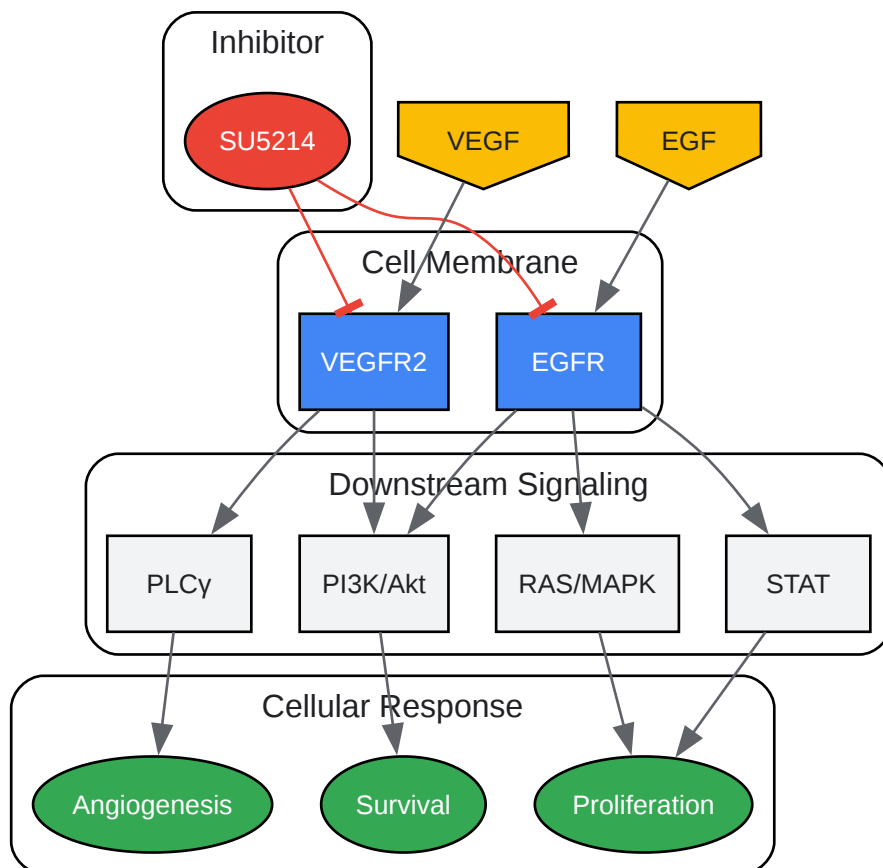 Inhibitor
SU5214
VEGF
EGF
Cell Membrane
VEGFR2
EGFR
Downstream Signaling
PLCγ
PI3K/Akt
RAS/MAPK
STAT
Cellular Response
Angiogenesis
Survival
Proliferation